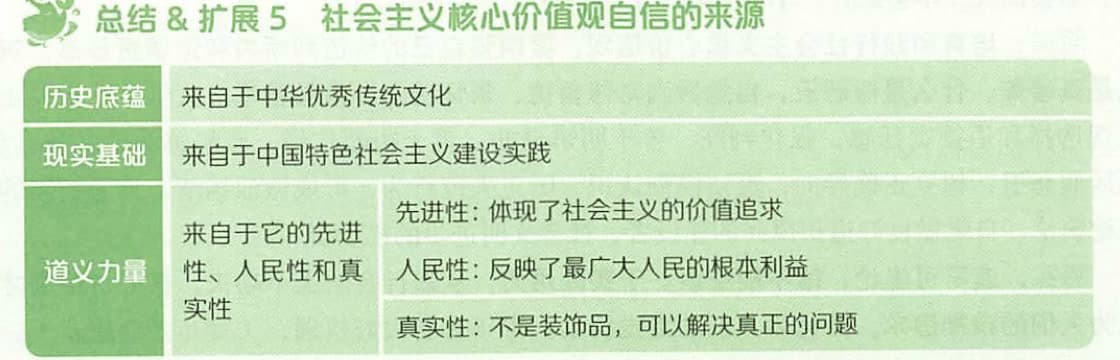 总结 & 扩展 5 社会主义核心价值观自信的来源
历史底蕴 来自于中华优秀传统文化
现实基础 来自于中国特色社会主义建设实践
道义力量
来自于它的先进
性、人民性和真
实性
先进性：体现了社会主义的价值追求
人民性：反映了最广大人民的根本利益
真实性：不是装饰品，可以解决真正的问题